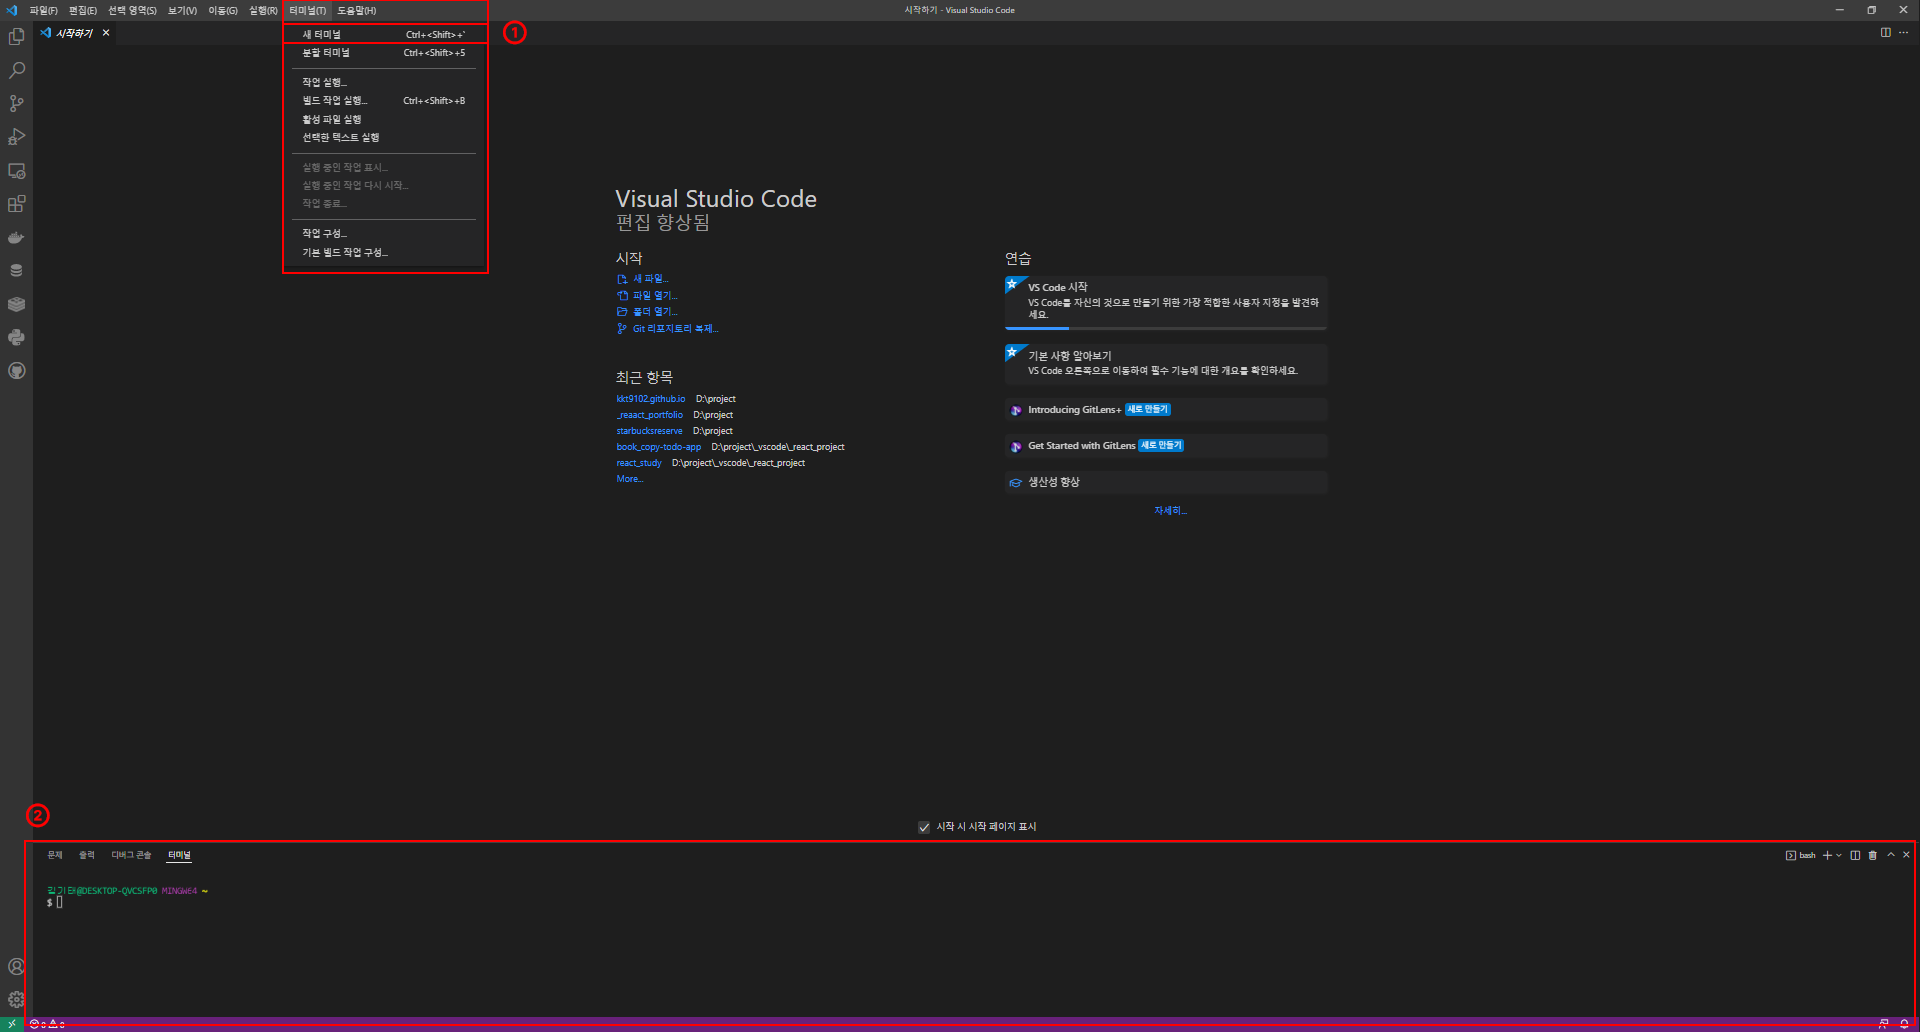 파일(F) 편집(E) 선택 영역(S) 보기(V) 이동(G) 실행(R) 터미널(T) 도움말(H)
시작하기 - Visual Studio Code
시작하기
새 터미널 Ctrl+<Shift>+`
①
분할 터미널 Ctrl+<Shift>+5
작업 실행...
빌드 작업 실행... Ctrl+<Shift>+B
활성 파일 실행
선택한 텍스트 실행
실행 중인 작업 표시...
실행 중인 작업 다시 시작...
작업 종료...
작업 구성...
기본 빌드 작업 구성...
Visual Studio Code
편집 향상됨
시작
새 파일...
파일 열기...
폴더 열기...
Git 리포지토리 복제...
최근 항목
kkt9102.github.io D:\project
_reaact_portfolio D:\project
starbucksreserve D:\project
book_copy-todo-app D:\project\_vscode\_react_project
react_study D:\project\_vscode\_react_project
More...
연습
VS Code 시작
VS Code를 자신의 것으로 만들기 위한 가장 적합한 사용자 지정을 발견하
세요.
기본 사항 알아보기
VS Code 오른쪽으로 이동하여 필수 기능에 대한 개요를 확인하세요.
Introducing GitLens+ 새로 만들기
Get Started with GitLens 새로 만들기
생산성 향상
자세히...
시작 시 시작 페이지 표시
②
문제 출력 디버그 콘솔 터미널
bash
MINGW64 ~
$